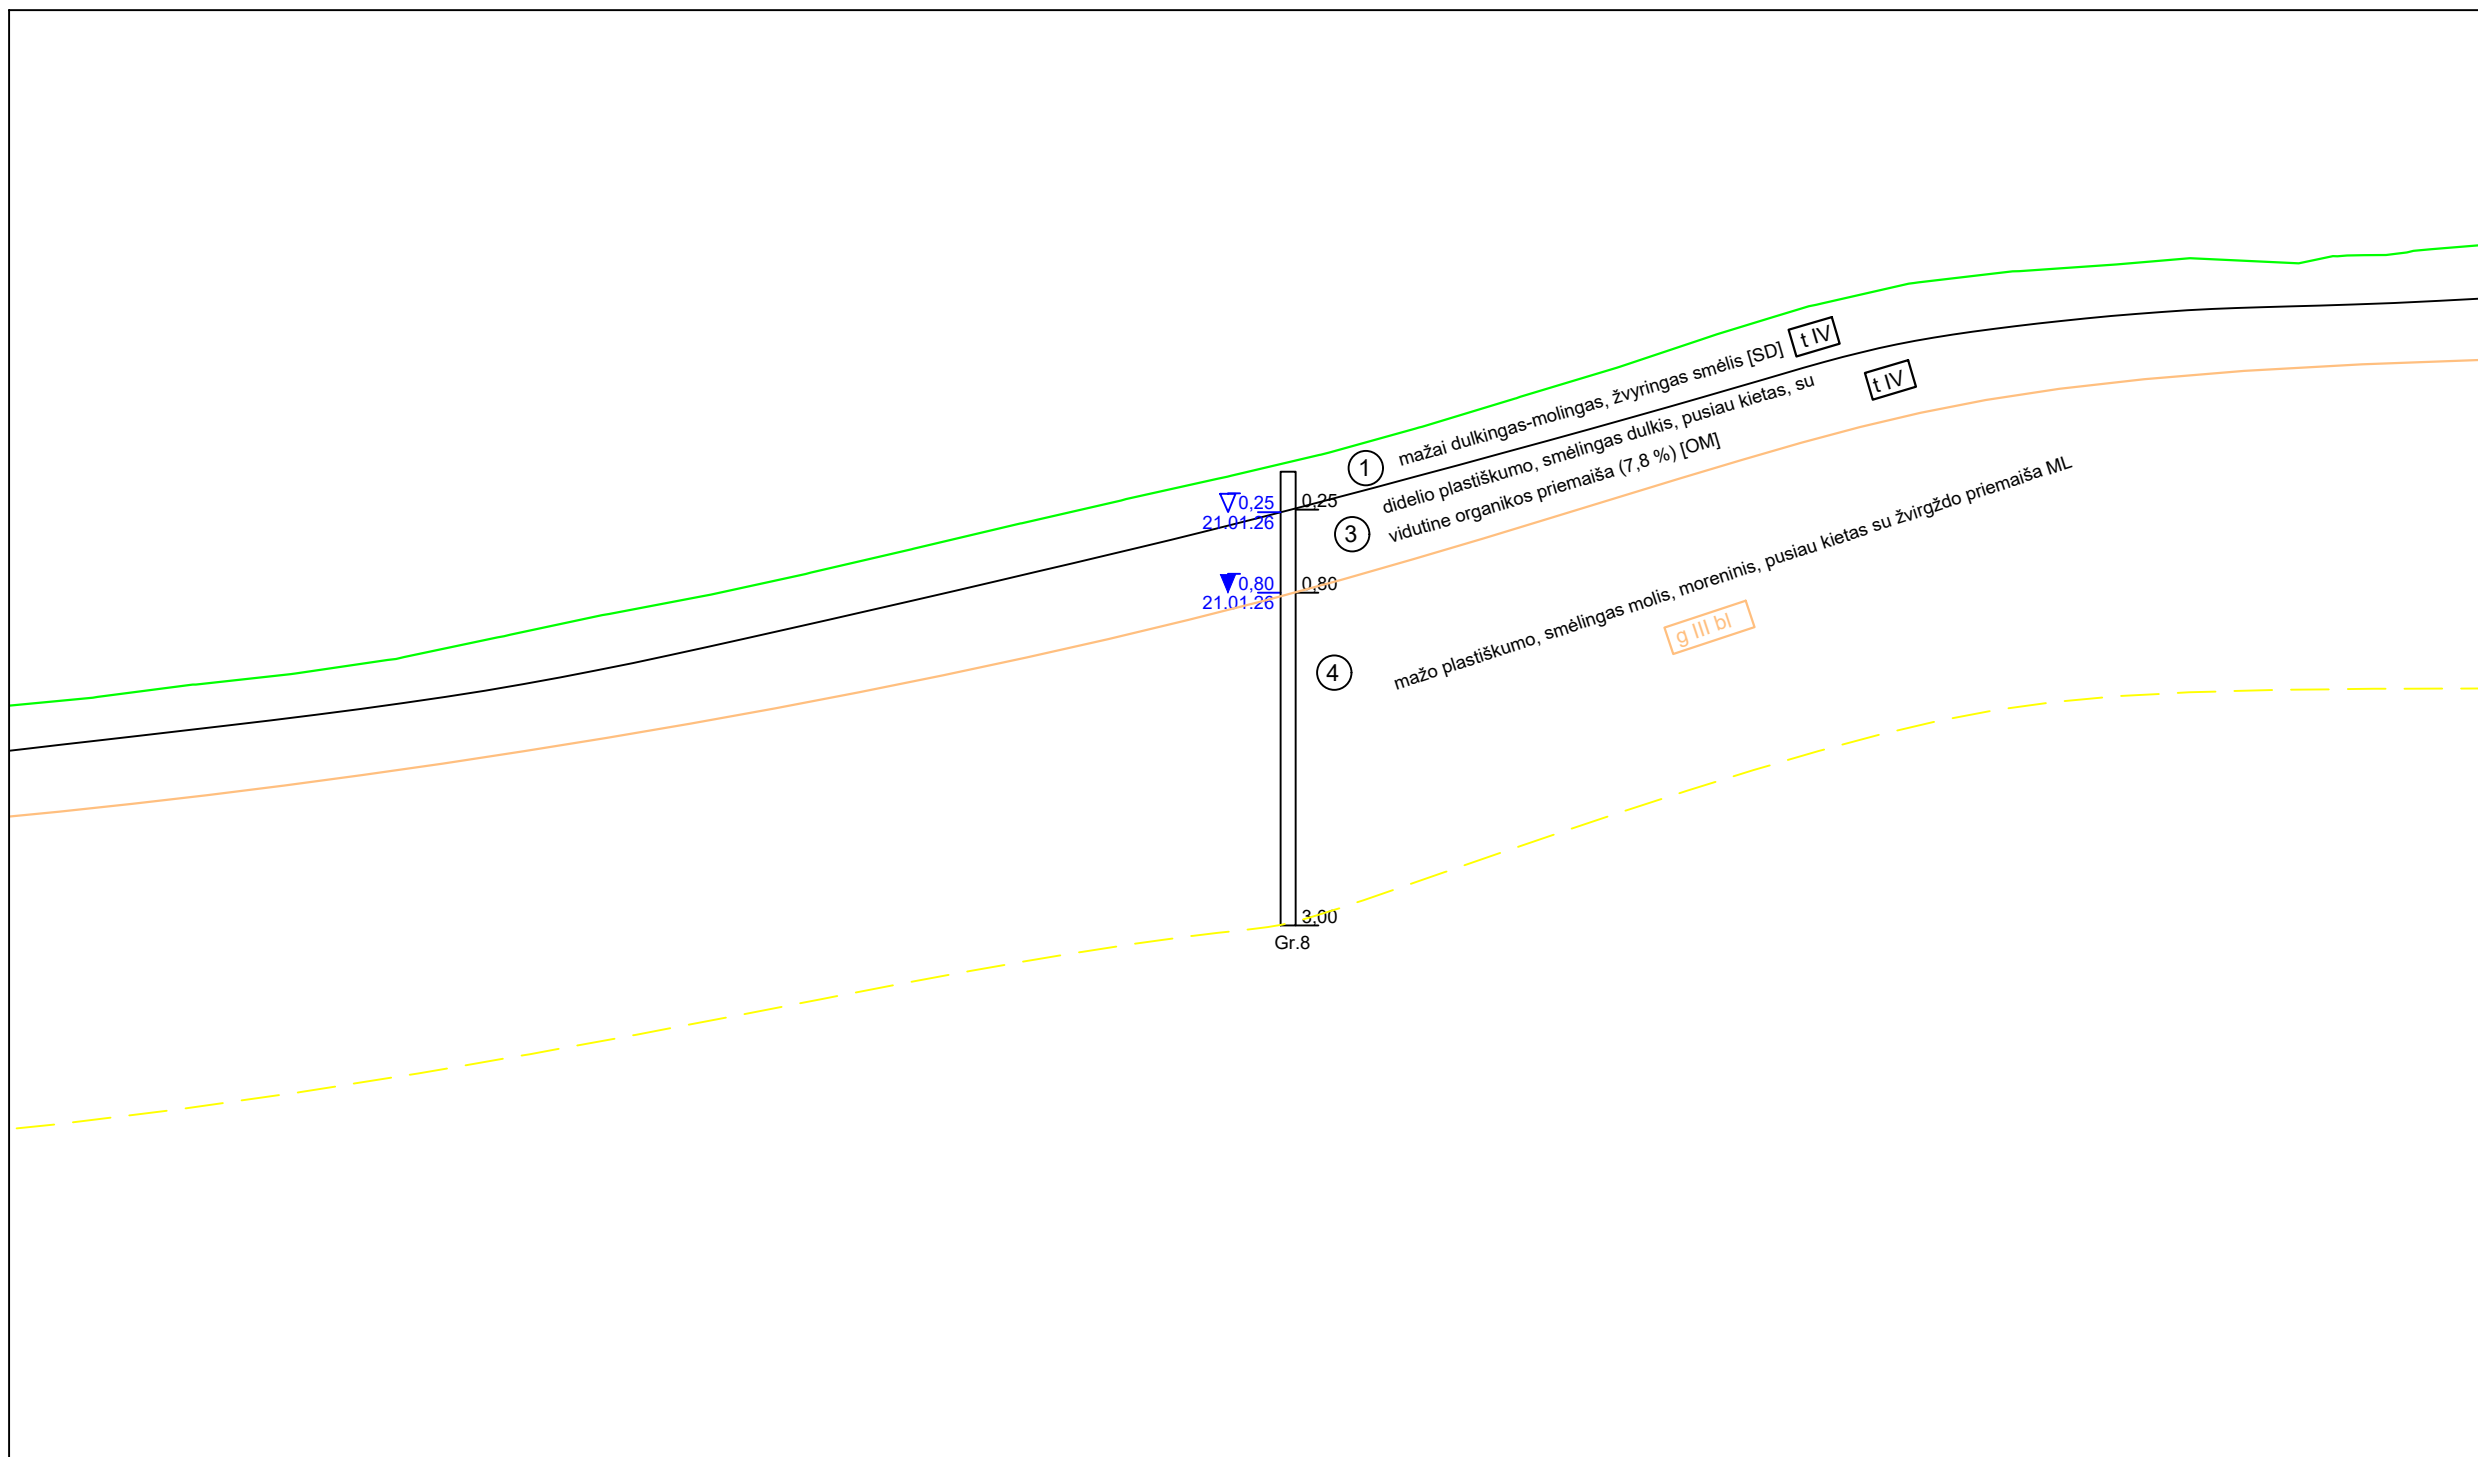 mažai dulkingas-molingas, žvyringas smėlis [SD]
t IV
1
didelio plastiškumo, smėlingas dulkis, pusiau kietas, su
vidutine organikos priemaiša (7,8 %) [OM]
t IV
3
0,25
21.01.26
0,25
0,80
21.01.26
0,80
mažo plastiškumo, smėlingas molis, moreninis, pusiau kietas su žvirgždo priemaiša ML
g III bl
4
3,00
Gr.8